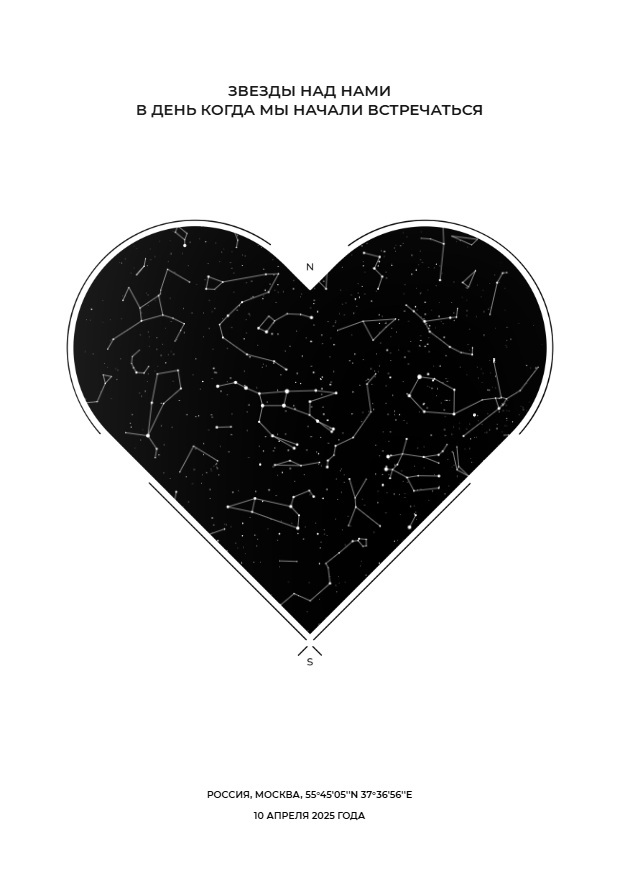 ЗВЕЗДЫ НАД НАМИ
В ДЕНЬ КОГДА МЫ НАЧАЛИ ВСТРЕЧАТЬСЯ
N
S
РОССИЯ, МОСКВА, 55°45'05''N 37°36'56''E
10 АПРЕЛЯ 2025 ГОДА